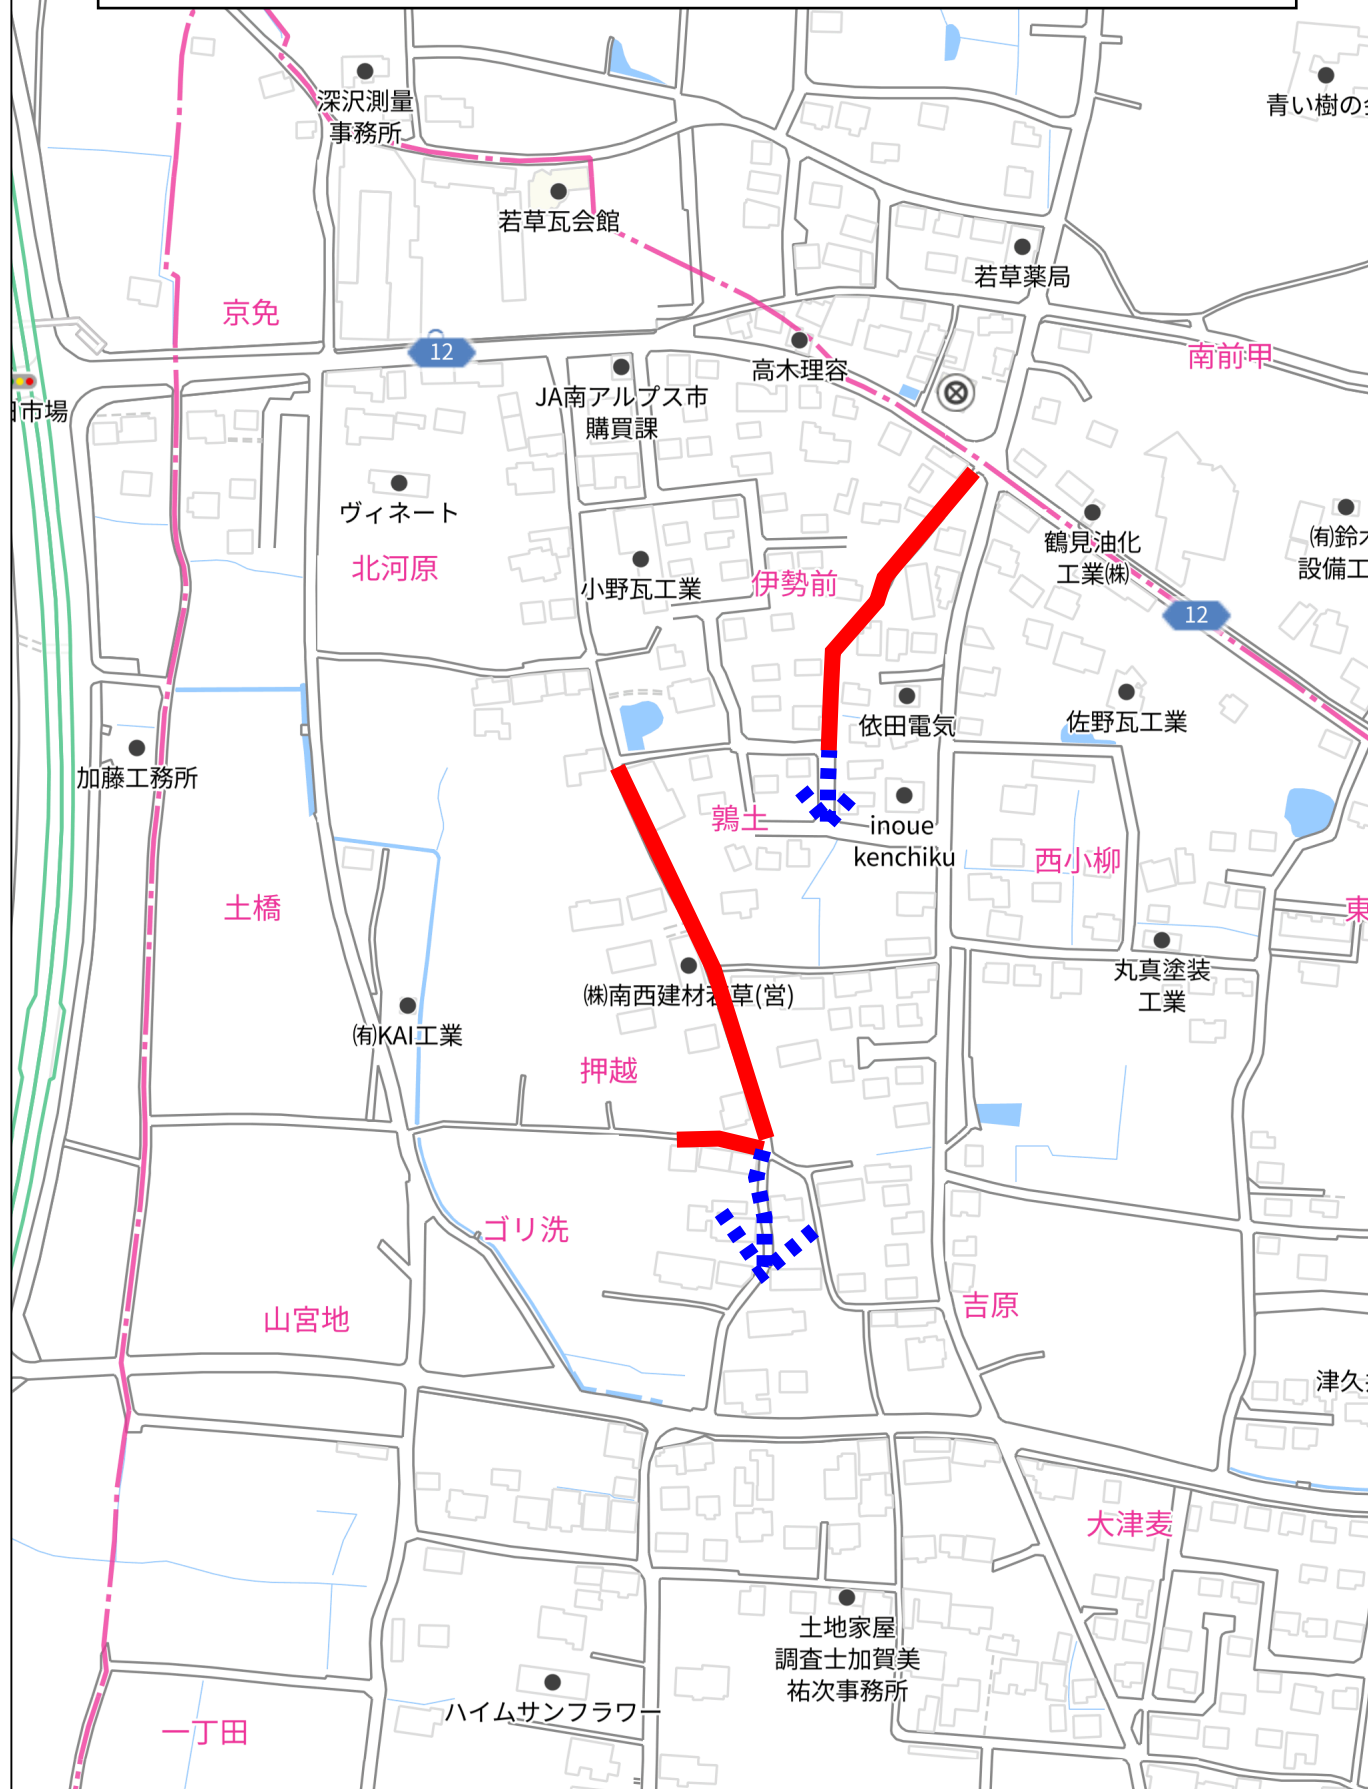 深沢測量
事務所
青い樹の
若草瓦会館
若草薬局
京免
12
高木理容
南前甲
JA南アルプス市
購買課
市場
ヴィネート
北河原
鶴見油化
工業㈱
㈲鈴木
設備工
小野瓦工業
伊勢前
12
依田電気
佐野瓦工業
加藤工務所
鶉土
inoue
kenchiku
西小柳
土橋
東
丸真塗装
工業
㈱南西建材若草(営)
㈲KAI工業
押越
ゴリ洗
吉原
山宮地
津久
大津麦
土地家屋
調査士加賀美
祐次事務所
ハイムサンフラワー
一丁田